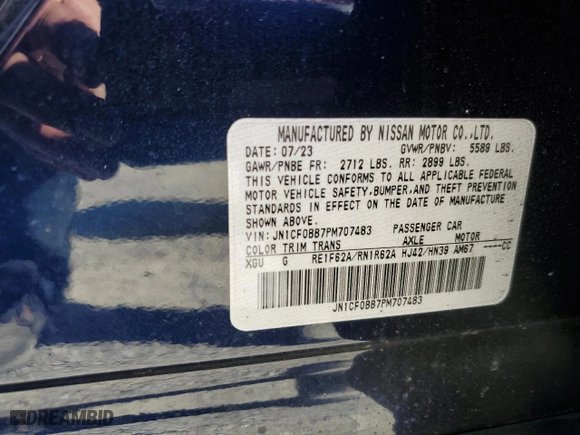 MANUFACTURED BY NISSAN MOTOR CO.,LTD.
DATE: 07/23 GVWR/PNBV: 5589 LBS.
GAWR/PNBE FR: 2712 LBS. RR: 2899 LBS.
THIS VEHICLE CONFORMS TO ALL APPLICABLE FEDERAL
MOTOR VEHICLE SAFETY,BUMPER,AND THEFT PREVENTION
STANDARDS IN EFFECT ON THE DATE OF MANUFACTURE
SHOWN ABOVE.
VIN: JN1CF0BB7PM707483 PASSENGER CAR
COLOR TRIM TRANS AXLE MOTOR
XGU G RE1F62A/RN1R62A HJ42/HN39 AM67 ----CC
JN1CF0BB7PM707483
DREAMBID